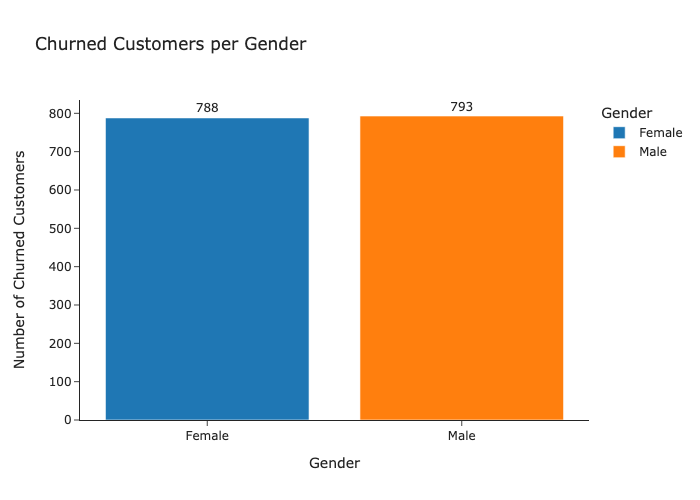 Churned Customers per Gender
788
793
Gender
Female
Male
800
700
600
500
400
300
200
100
0
Number of Churned Customers
Female
Male
Gender